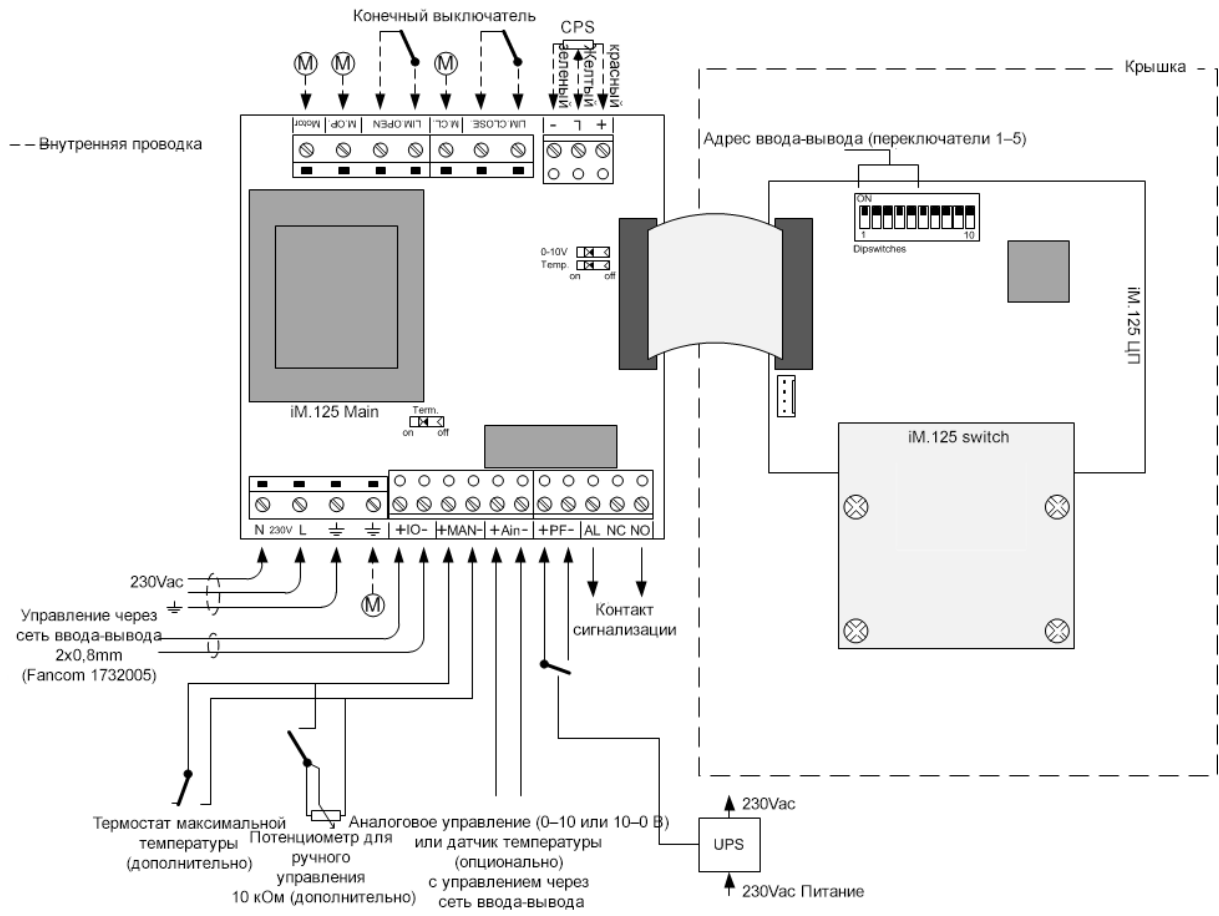 Конечный выключатель
CPS
зеленый
Желтый
красный
Крышка
M
M
M
Motor
M.OP.
LIM.OPEN
M.CL.
LIM.CLOSE.
- L +
– – Внутренняя проводка
Адрес ввода-вывода (переключатели 1–5)
ON
1 10
Dipswitches
0-10V
Temp.
on off
iM.125 ЦП
iM.125 Main
Term.
on off
iM.125 switch
N 230V L
+IO-
+MAN-
+Ain-
+PF-
AL NC NO
230Vac
M
Контакт
сигнализации
Управление через
сеть ввода-вывода
2x0,8mm
(Fancom 1732005)
Термостат максимальной
температуры
(дополнительно)
Потенциометр для
ручного
управления
10 кОм (дополнительно)
Аналоговое управление (0–10 или 10–0 В)
или датчик температуры
(опционально)
с управлением через
сеть ввода-вывода
230Vac
UPS
230Vac Питание